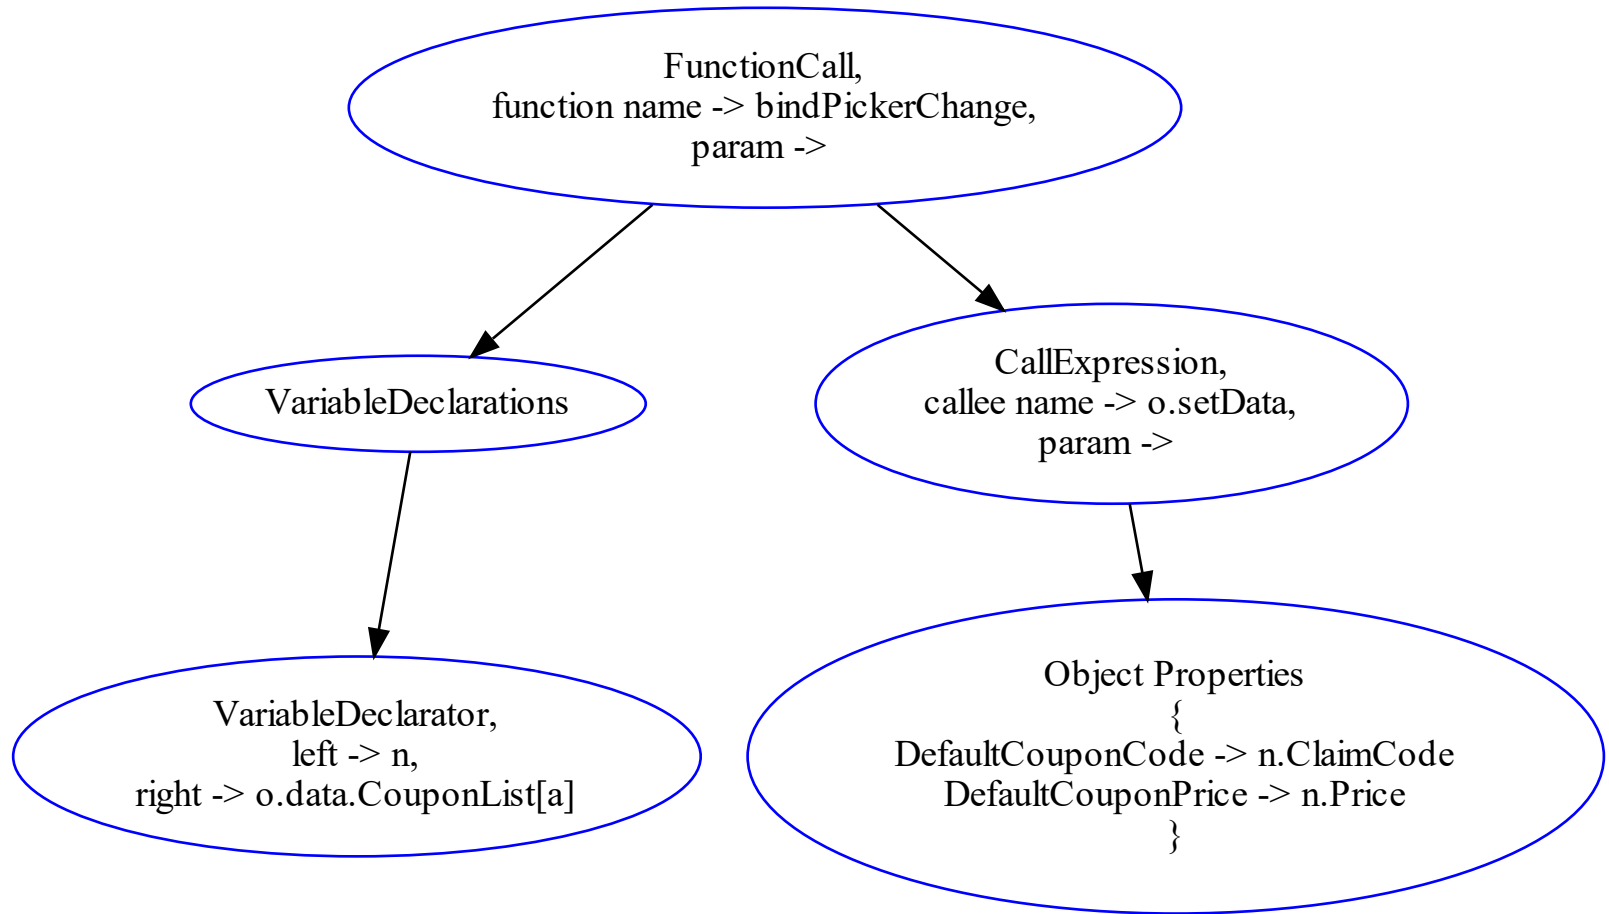 FunctionCall,
function name -> bindPickerChange,
param ->
VariableDeclarations
CallExpression,
callee name -> o.setData,
param ->
VariableDeclarator,
left -> n,
right -> o.data.CouponList[a]
Object Properties
{
DefaultCouponCode -> n.ClaimCode
DefaultCouponPrice -> n.Price
}